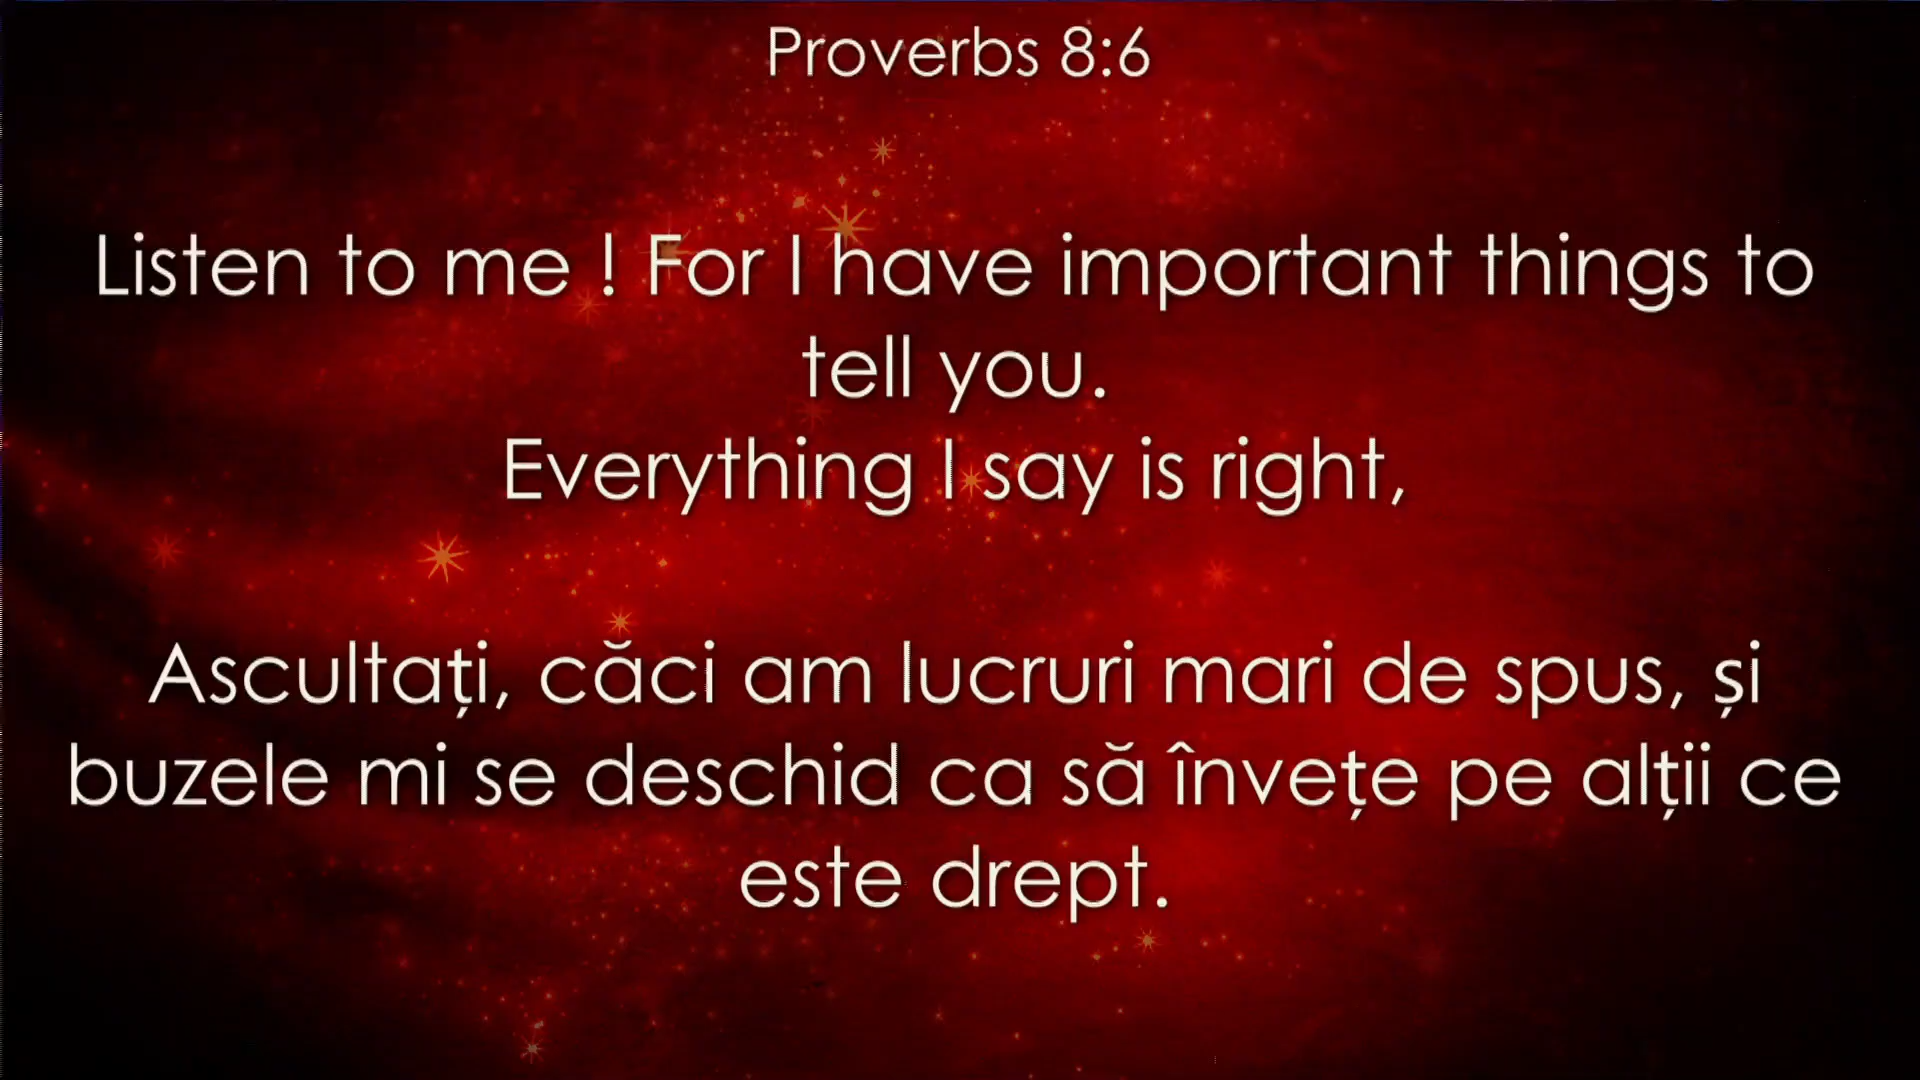 Proverbs 8:6
Listen to me ! For I have important things to
tell you.
Everything I say is right,
Ascultați, căci am lucruri mari de spus, și
buzele mi se deschid ca să învețe pe alții ce
este drept.